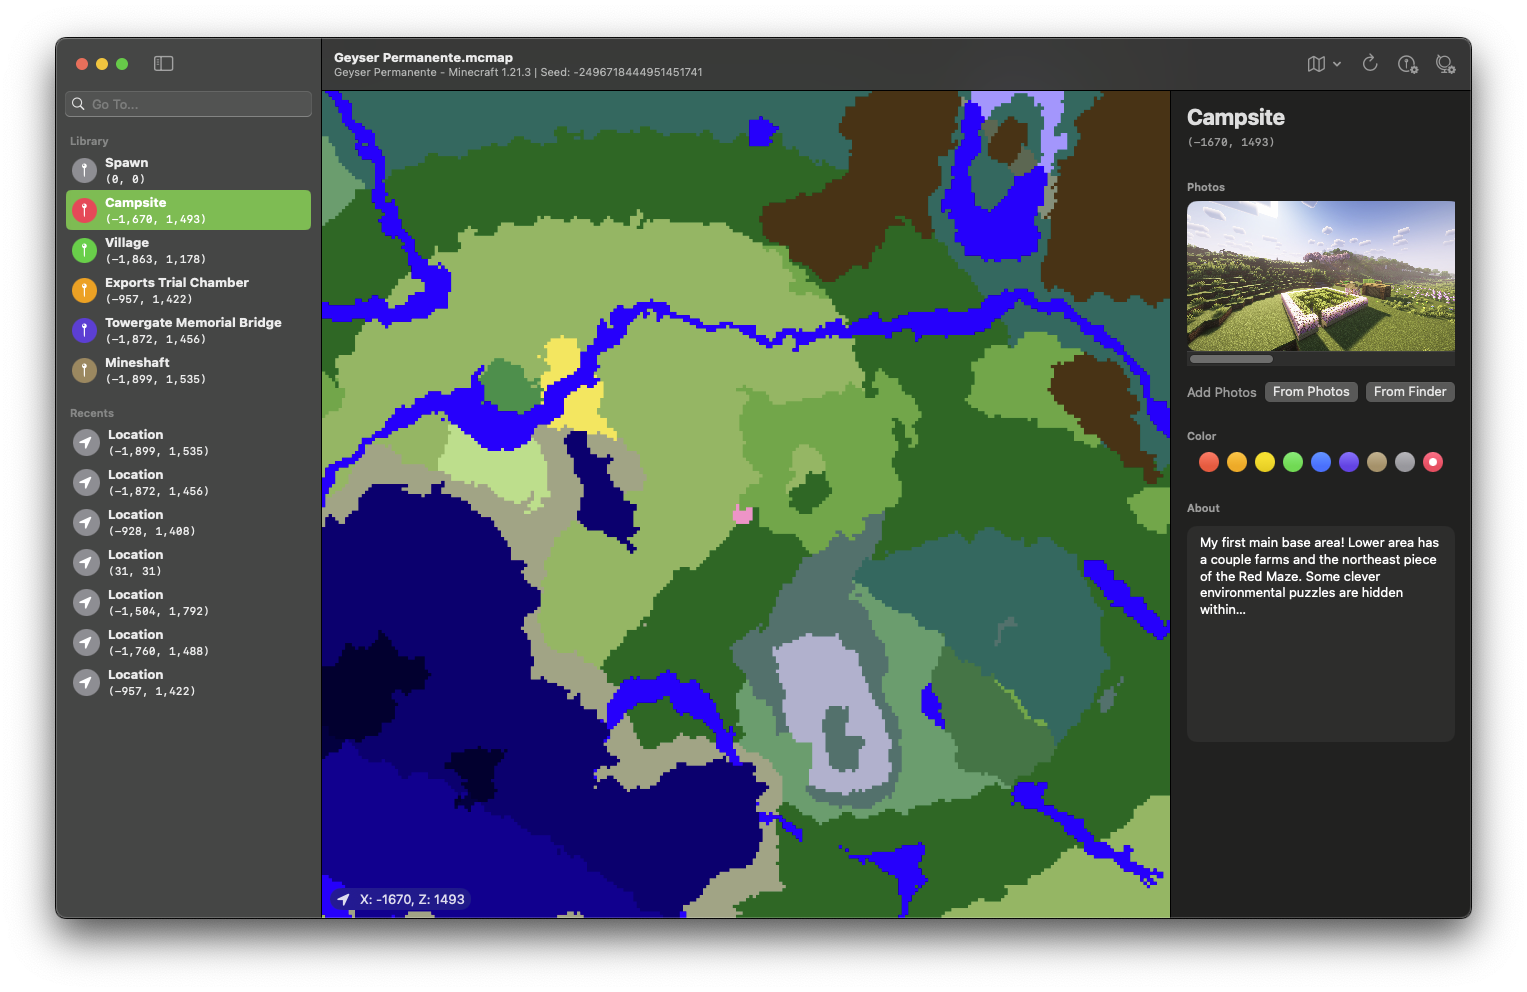 Geyser Permanente.mcmap
Geyser Permanente - Minecraft 1.21.3 | Seed: -2496718444951451741
Go To...
Library
Spawn
(0, 0)
Campsite
(-1,670, 1,493)
Village
(-1,863, 1,178)
Exports Trial Chamber
(-957, 1,422)
Towergate Memorial Bridge
(-1,872, 1,456)
Mineshaft
(-1,899, 1,535)
Recents
Location
(-1,899, 1,535)
Location
(-1,872, 1,456)
Location
(-928, 1,408)
Location
(31, 31)
Location
(-1,504, 1,792)
Location
(-1,760, 1,488)
Location
(-957, 1,422)
X: -1670, Z: 1493
Campsite
(-1670, 1493)
Photos
Add Photos From Photos From Finder
Color
About
My first main base area! Lower area has
a couple farms and the northeast piece
of the Red Maze. Some clever
environmental puzzles are hidden
within...